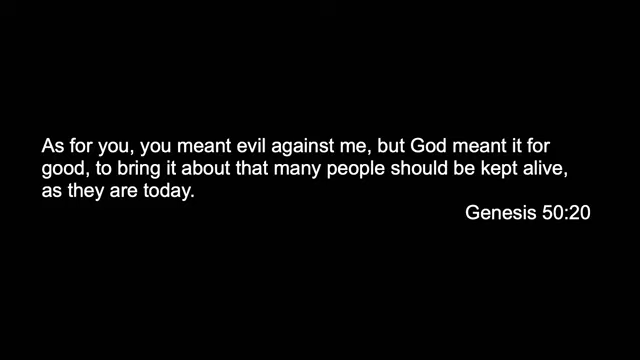 As for you, you meant evil against me, but God meant it for
good, to bring it about that many people should be kept alive,
as they are today.
Genesis 50:20